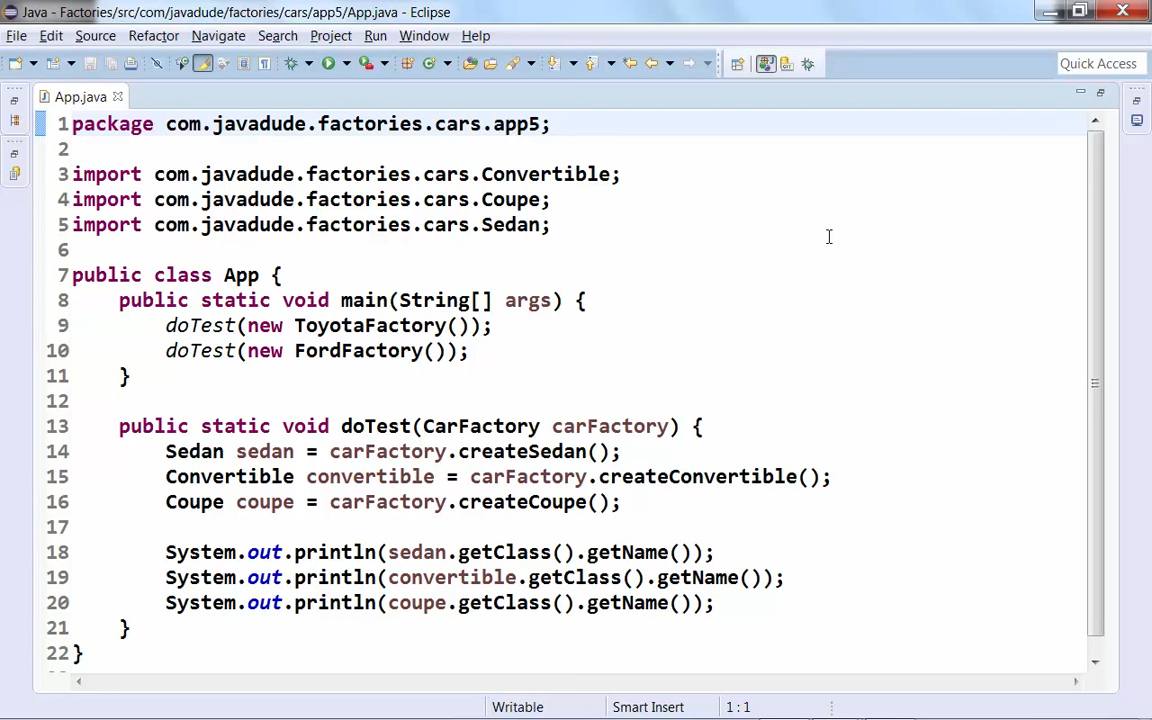 Java - Factories/src/com/javadude/factories/cars/app5/App.java - Eclipse
File Edit Source Refactor Navigate Search Project Run Window Help
Quick Access
App.java
1 package com.javadude.factories.cars.app5;
2
3 import com.javadude.factories.cars.Convertible;
4 import com.javadude.factories.cars.Coupe;
5 import com.javadude.factories.cars.Sedan;
6
7 public class App {
8     public static void main(String[] args) {
9         doTest(new ToyotaFactory());
10         doTest(new FordFactory());
11     }
12
13     public static void doTest(CarFactory carFactory) {
14         Sedan sedan = carFactory.createSedan();
15         Convertible convertible = carFactory.createConvertible();
16         Coupe coupe = carFactory.createCoupe();
17
18         System.out.println(sedan.getClass().getName());
19         System.out.println(convertible.getClass().getName());
20         System.out.println(coupe.getClass().getName());
21     }
22 }
Writable Smart Insert 1 : 1